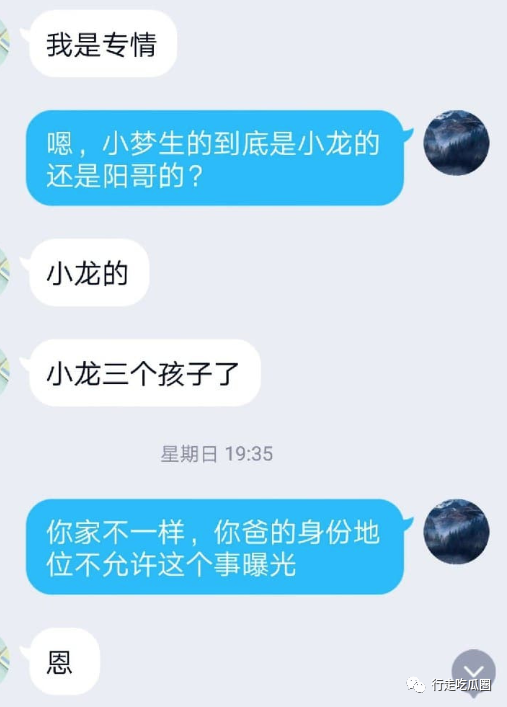 我是专情
嗯，小梦生的到底是小龙的
还是阳哥的？
小龙的
小龙三个孩子了
星期日 19:35
你家不一样，你爸的身份地
位不允许这个事曝光
恩
行走吃瓜圈